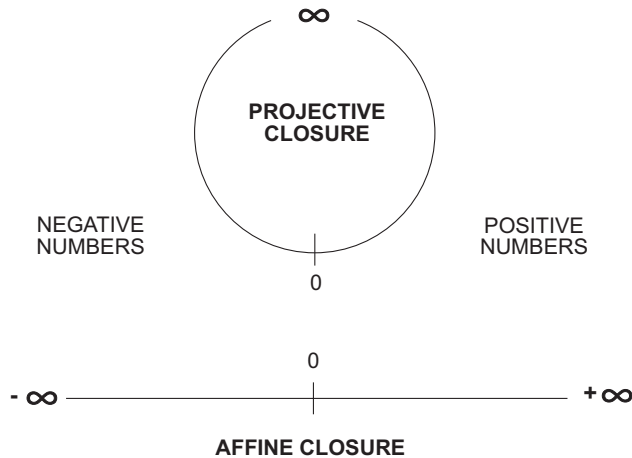 ∞
PROJECTIVE
CLOSURE
NEGATIVE
NUMBERS
POSITIVE
NUMBERS
0
0
- ∞
+ ∞
AFFINE CLOSURE